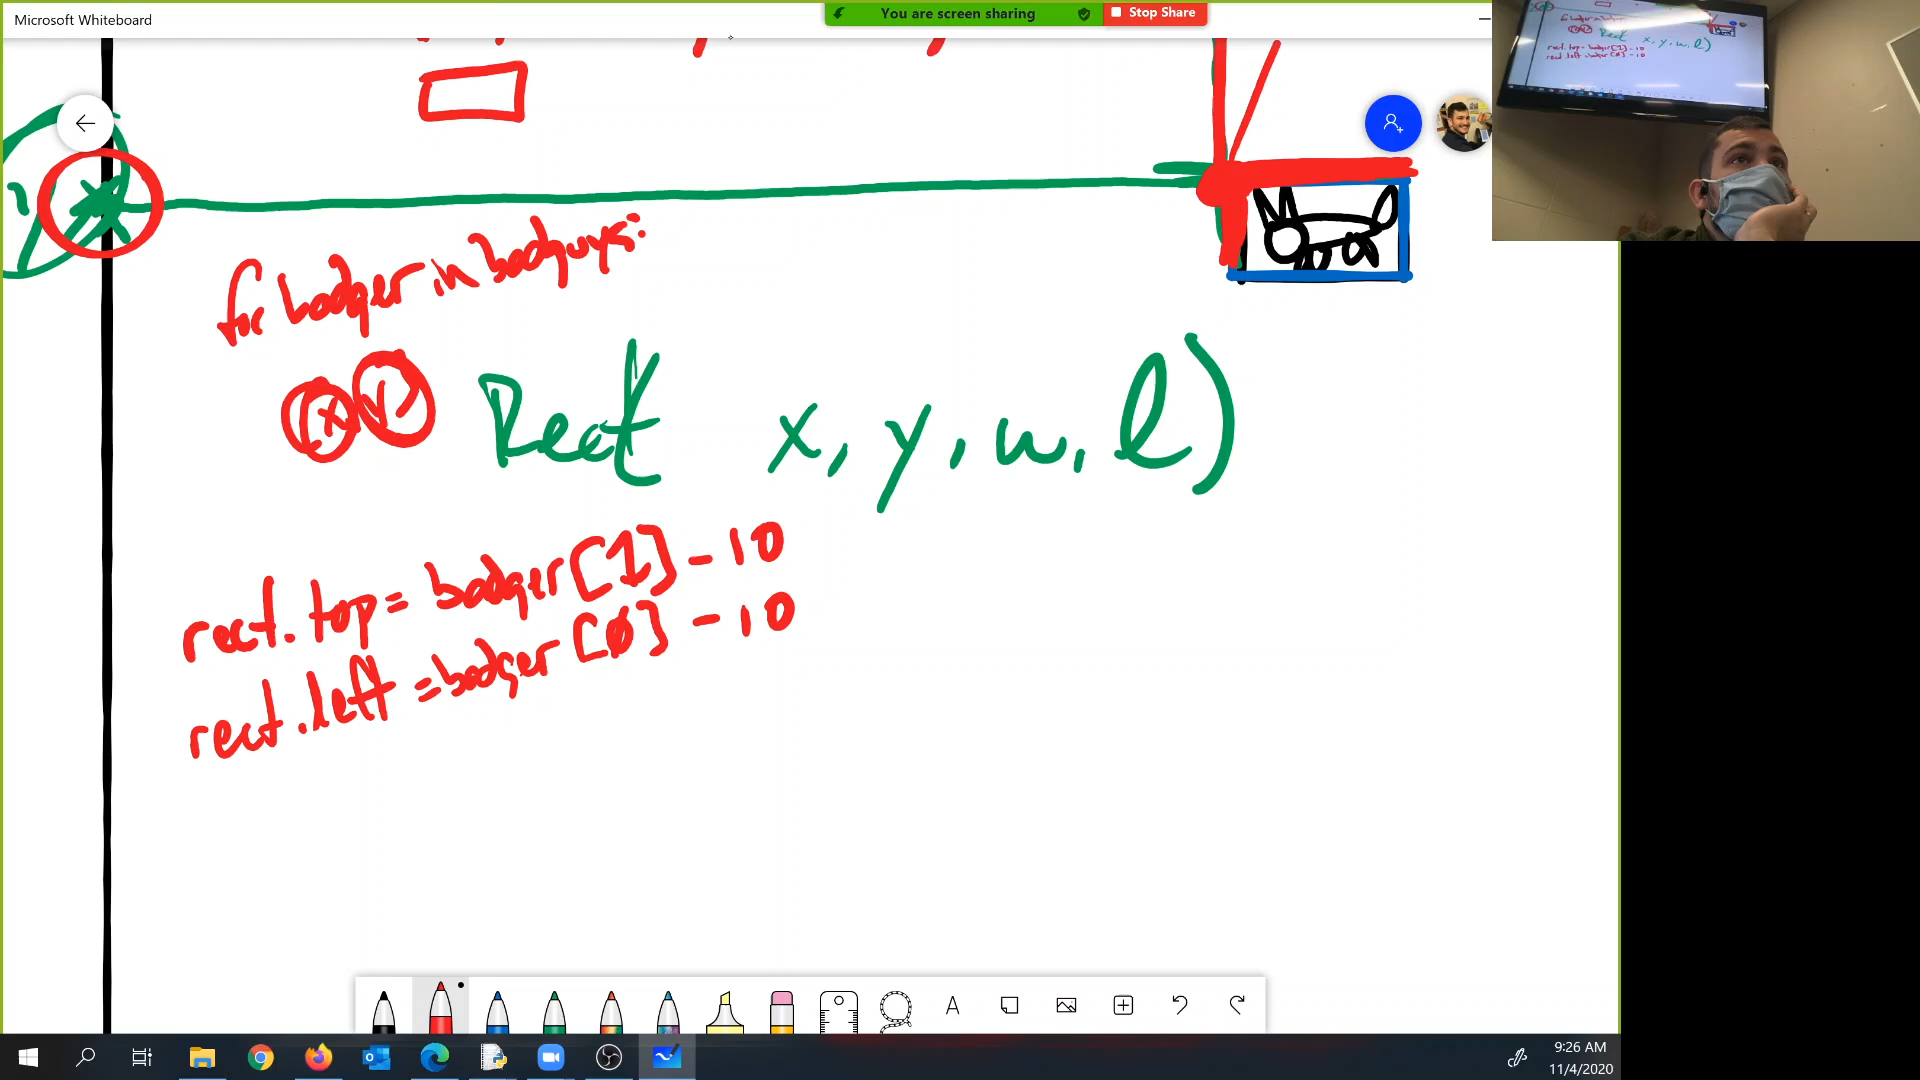 Microsoft Whiteboard
You are screen sharing
Stop Share
for badger in badguys:
(x y)
Rect x, y, w, l)
rect.top = badger[1] - 10
rect.left = badger[0] - 10
A
9:26 AM
11/4/2020